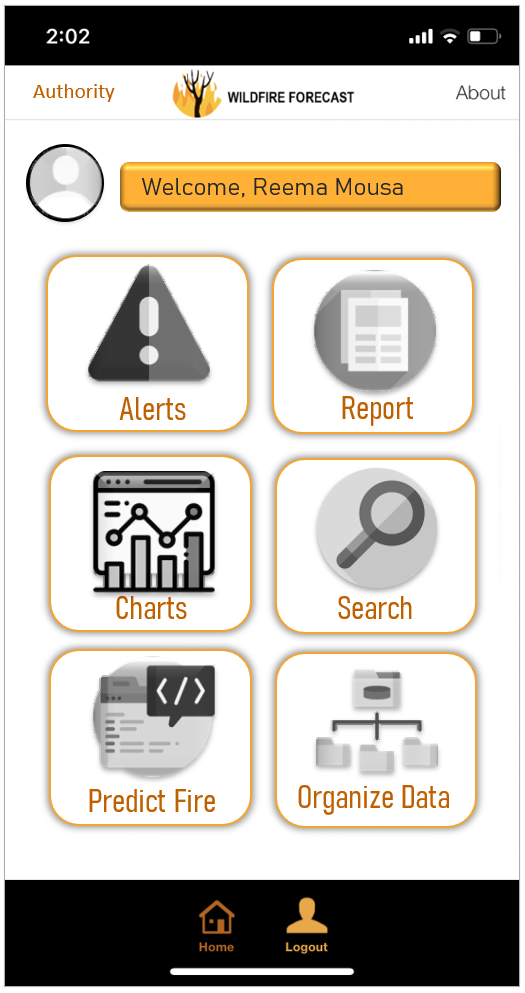 2:02
Authority
WILDFIRE FORECAST
About
Welcome, Reema Mousa
Alerts
Report
Charts
Search
</>
Predict Fire
Organize Data
Home
Logout